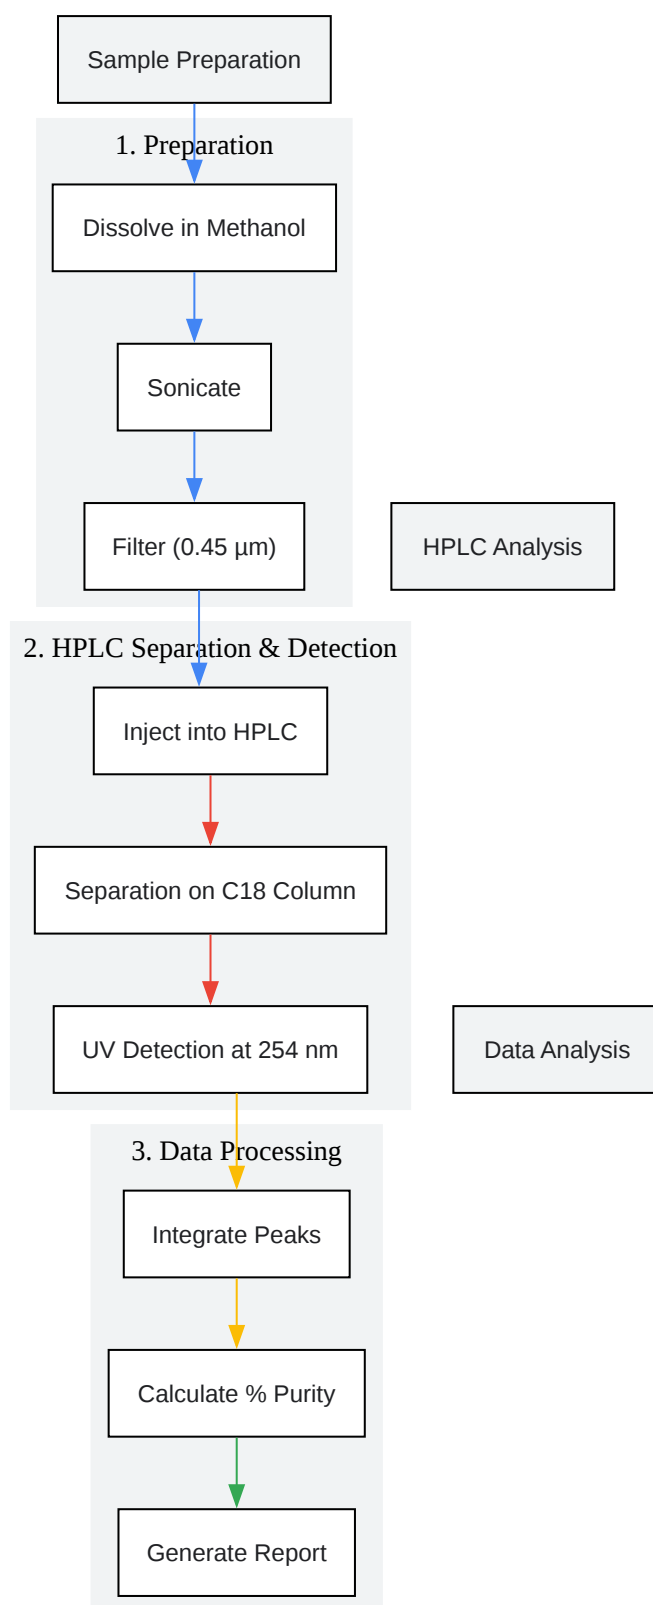 Sample Preparation
1. Preparation
Dissolve in Methanol
Sonicate
Filter (0.45 µm)
HPLC Analysis
2. HPLC Separation & Detection
Inject into HPLC
Separation on C18 Column
UV Detection at 254 nm
Data Analysis
3. Data Processing
Integrate Peaks
Calculate % Purity
Generate Report